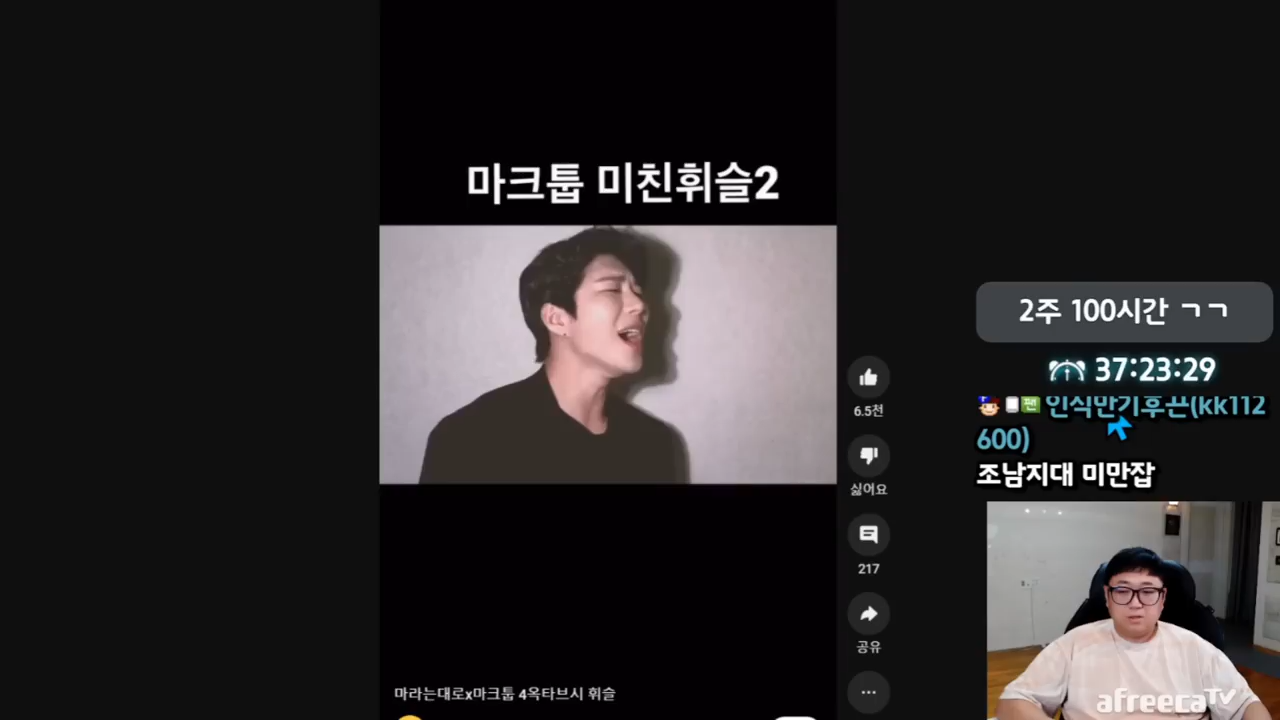 마크툽 미친휘슬2
6.5천
싫어요
217
공유
마라는대로x마크툽 4옥타브시 휘슬
2주 100시간 ㄱㄱ
37:23:29
팬 인식만기후끈(kk112
600)
조남지대 미만잡
afreecaTV